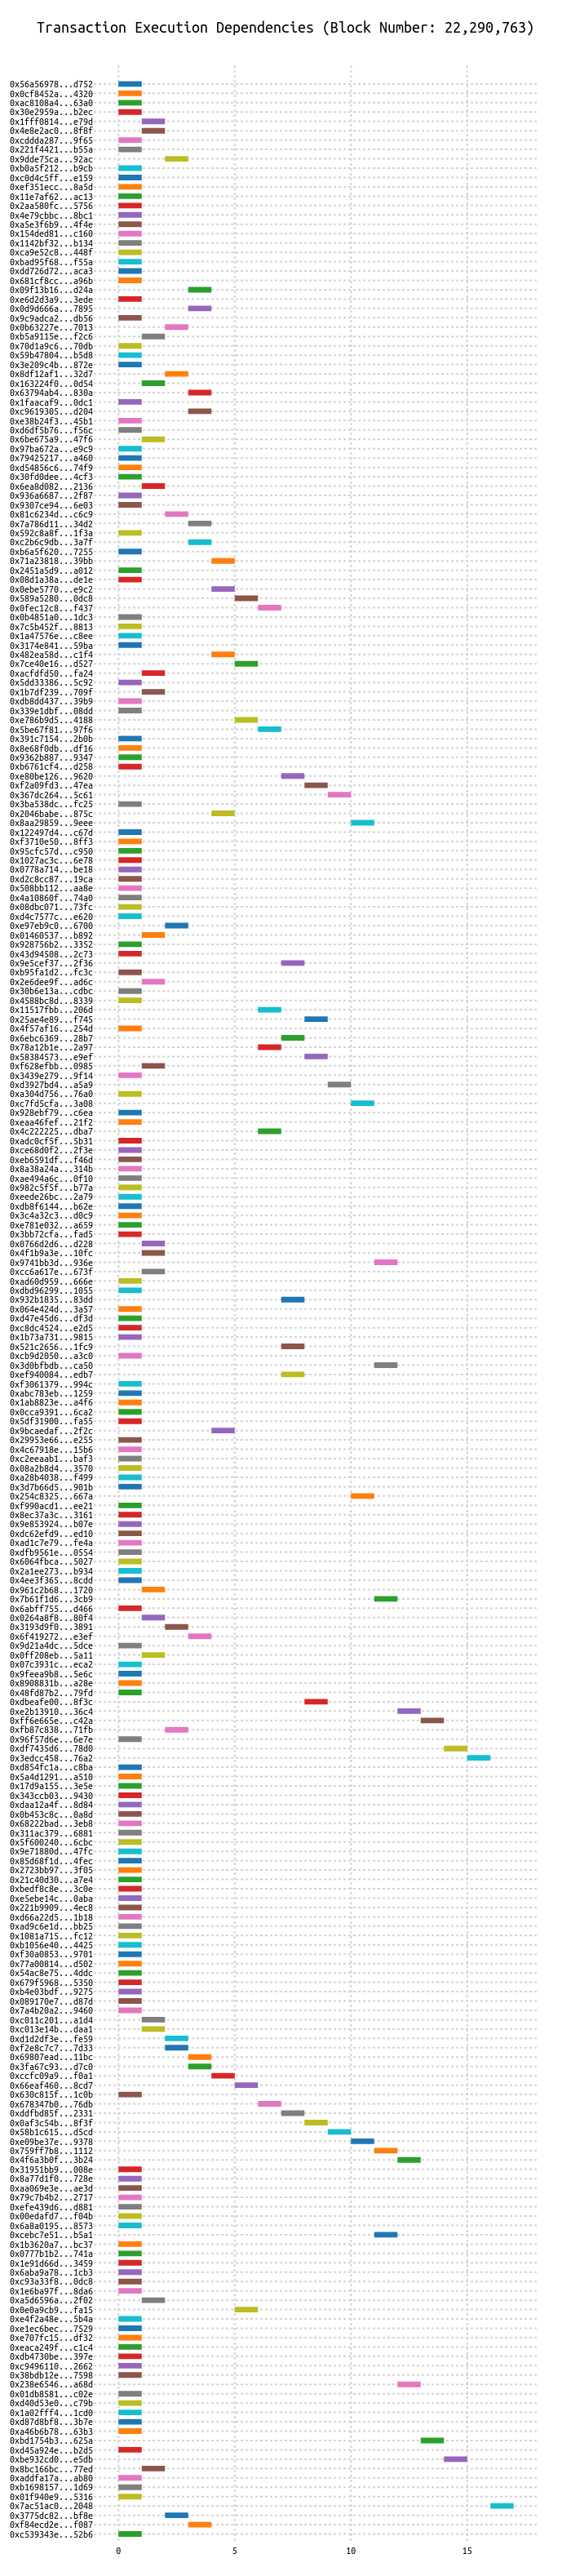 Transaction Execution Dependencies (Block Number: 22,290,763)
0x56a56978...d752
0x0cf8452a...4320
0xac8108a4...63a0
0x30e2959a...b2ec
0x1fff0814...e79d
0x4e8e2ac0...8f8f
0xcddda287...9f65
0x221f4421...b55a
0x9dde75ca...92ac
0xb0a5f212...b9cb
0xc0d4c5ff...e159
0xef351ecc...8a5d
0x11e7af62...ac13
0x2aa580fc...5756
0x4e79cbbc...8bc1
0xa5e3f6b9...4f4e
0x154ded81...c160
0x1142bf32...b134
0xca9e52c8...448f
0xbad95f68...f55a
0xdd726d72...aca3
0x681cf8cc...a96b
0x09f13b16...d24a
0xe6d2d3a9...3ede
0x0d9d666a...7895
0x9c9adca2...db56
0x0b63227e...7013
0xb5a9115e...f2c6
0x70d1a9c6...70db
0x59b47804...b5d8
0x3e209c4b...872e
0x8df12af1...32d7
0x163224f0...0d54
0x63794ab4...830a
0x1faacaf9...0dc1
0xc9619305...d204
0xe38b24f3...45b1
0xd6df5b76...f56c
0x6be675a9...47f6
0x97ba672a...e9c9
0x79425217...a460
0xd54856c6...74f9
0x30fd0dee...4cf3
0x6ea8d082...2136
0x936a6687...2f87
0x9307ce94...6e03
0x81c6234d...c6c9
0x7a786d11...34d2
0x592c8a8f...1f3a
0xc2b6c9db...3a7f
0xb6a5f620...7255
0x71a23818...39bb
0x2451a5d9...a012
0x08d1a38a...de1e
0x0ebe5770...e9c2
0x589a5280...0dc8
0x0fec12c8...f437
0x0b4851a0...1dc3
0x7c5b452f...8813
0x1a47576e...c8ee
0x3174e841...59ba
0x482ea58d...c1f4
0x7ce40e16...d527
0xacfdfd50...fa24
0x5dd33386...5c92
0x1b7df239...709f
0xdb8dd437...39b9
0x339e1dbf...08dd
0xe786b9d5...4188
0x5be67f81...97f6
0x391c7154...2b0b
0x8e68f0db...df16
0x9362b887...9347
0xb6761cf4...d258
0xe80be126...9620
0xf2a09fd3...47ea
0x367dc264...5c61
0x3ba538dc...fc25
0x2046babe...875c
0x8aa29859...9eee
0x122497d4...c67d
0xf3710e50...8ff3
0x95cfc57d...c950
0x1027ac3c...6e78
0x0778a714...be18
0xd2c8cc87...19ca
0x508bb112...aa8e
0x4a10860f...74a0
0x08dbc071...73fc
0xd4c7577c...e620
0xe97eb9c0...6700
0x01460537...b892
0x928756b2...3352
0x43d94508...2c73
0x9e5cef37...2f36
0xb95fa1d2...fc3c
0x2e6dee9f...ad6c
0x30b6e13a...cdbc
0x4588bc8d...8339
0x11517fbb...206d
0x25ae4e89...f745
0x4f57af16...254d
0x6ebc6369...28b7
0x78a12b1e...2a97
0x58384573...e9ef
0xf628efbb...0985
0x3439e279...9f14
0xd3927bd4...a5a9
0xa304d756...76a0
0xc7fd5cfa...3a08
0x928ebf79...c6ea
0xeaa46fef...21f2
0x4c222225...dba7
0xadc0cf5f...5b31
0xce68d0f2...2f3e
0xeb6591df...f46d
0x8a38a24a...314b
0xae494a6c...0f10
0x982c5f5f...b77a
0xeede26bc...2a79
0xdb8f6144...b62e
0x3c4a32c3...d0c9
0xe781e032...a659
0x3bb72cfa...fad5
0x0766d2d6...d228
0x4f1b9a3e...10fc
0x9741bb3d...936e
0xcc6a617e...673f
0xad60d959...666e
0xdbd96299...1055
0x932b1835...83dd
0x064e424d...3a57
0xd47e45d6...df3d
0xc8dc4524...e2d5
0x1b73a731...9815
0x521c2656...1fc9
0xcb9d2050...a3c0
0x3d0bfbdb...ca50
0xef940084...edb7
0xf3061379...994c
0xabc783eb...1259
0x1ab8823e...a4f6
0x0cca9391...6ca2
0x5df31900...fa55
0x9bcaedaf...2f2c
0x29953e66...e255
0x4c67918e...15b6
0xc2eeaab1...baf3
0x08a2b8d4...3570
0xa28b4038...f499
0x3d7b66d5...901b
0x254c8325...667a
0xf990acd1...ee21
0x8ec37a3c...3161
0x9e853924...b07e
0xdc62efd9...ed10
0xad1c7e79...fe4a
0xdfb9561e...0554
0x6064fbca...5027
0x2a1ee273...b934
0x4ee3f365...8cdd
0x961c2b68...1720
0x7b61f1d6...3cb9
0x6abff755...d466
0x0264a8f8...80f4
0x3193d9f0...3891
0x6f419272...e3ef
0x9d21a4dc...5dce
0x0ff208eb...5a11
0x07c3931c...eca2
0x9feea9b8...5e6c
0x8908831b...a28e
0x48fd87b2...79fd
0xdbeafe00...8f3c
0xe2b13910...36c4
0xff6e665e...c42a
0xfb87c838...71fb
0x96f57d6e...6e7e
0xdf7435d6...78d0
0x3edcc458...76a2
0xd854fc1a...c8ba
0x5a4d1291...a510
0x17d9a155...3e5e
0x343ccb03...9430
0xdaa12a4f...8d84
0x0b453c8c...0a8d
0x68222bad...3eb8
0x311ac379...6881
0x5f600240...6cbc
0x9e71880d...47fc
0x85d68f1d...4fec
0x2723bb97...3f05
0x21c40d30...a7e4
0xbedf8c8e...3c0e
0xe5ebe14c...0aba
0x221b9909...4ec8
0xd66a22d5...1b18
0xad9c6e1d...bb25
0x1081a715...fc12
0xb1056e40...4425
0xf30a0853...9701
0x77a00814...d502
0x54ac8e75...4ddc
0x679f5968...5350
0xb4e03bdf...9275
0x089170e7...d87d
0x7a4b20a2...9460
0xc011c201...a1d4
0xc013e14b...daa1
0xd1d2df3e...fe59
0xf2e8c7c7...7d33
0x69807ead...11bc
0x3fa67c93...d7c0
0xccfc09a9...f0a1
0x66eaf460...8cd7
0x630c815f...1c0b
0x678347b0...76db
0xddfbd85f...2331
0x0af3c54b...8f3f
0x58b1c615...d5cd
0xe09be37e...9378
0x759ff7b8...1112
0x4f6a3b0f...3b24
0x31951bb9...008e
0x8a77d1f0...728e
0xaa069e3e...ae3d
0x79c7b4b2...2717
0xefe439d6...d881
0x00edafd7...f04b
0x6a8a0195...8573
0xcebc7e51...b5a1
0x1b3620a7...bc37
0x0777b1b2...741a
0x1e91d66d...3459
0x6aba9a78...1cb3
0xc93a33f8...0dc8
0x1e6ba97f...8da6
0xa5d6596a...2f02
0x0e0a9cb9...fa15
0xe4f2a48e...5b4a
0xe1ec6bec...7529
0xe707fc15...df32
0xeaca249f...c1c4
0xdb4730be...397e
0xc9496110...2662
0x38bdb12e...7598
0x238e6546...a68d
0x01db8581...c02e
0xd40d53e0...c79b
0x1a02fff4...1cd0
0xd87d8bf8...3b7e
0xa46b6b78...63b3
0xbd1754b3...625a
0xd45a924e...b2d5
0xbe932cd0...e5db
0x8bc166bc...77ed
0xaddfa17a...ab80
0xb1698157...1d69
0x01f940e9...5316
0x7ac51ac0...2048
0x3775dc82...bf8e
0xf84ecd2e...f087
0xc539343e...52b6
0 5 10 15